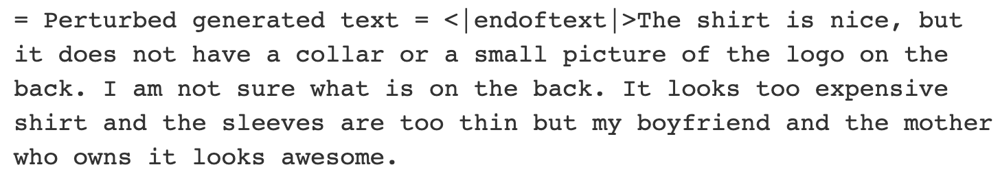 = Perturbed generated text = <|endoftext|>The shirt is nice, but
it does not have a collar or a small picture of the logo on the
back. I am not sure what is on the back. It looks too expensive
shirt and the sleeves are too thin but my boyfriend and the mother
who owns it looks awesome.